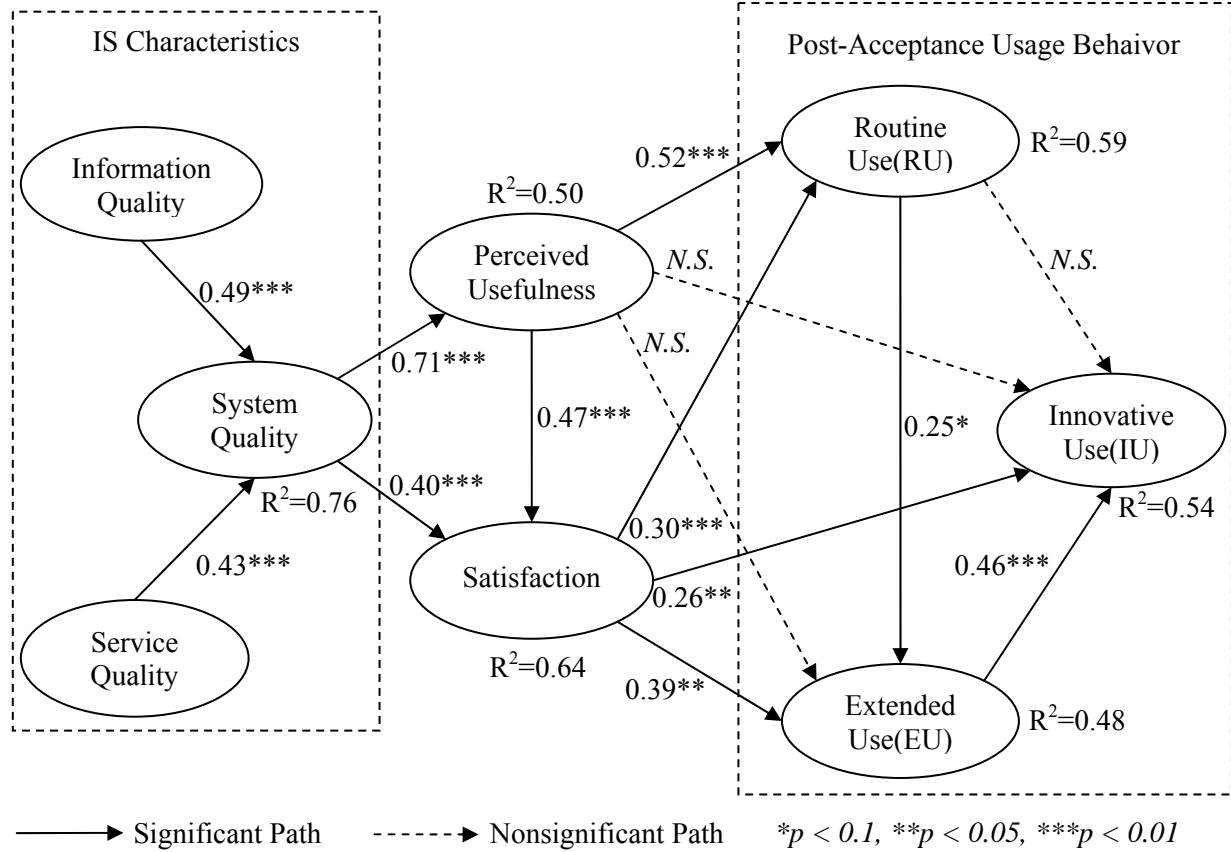 IS Characteristics
Post-Acceptance Usage Behaivor
Information
Quality
0.49***
System
Quality
R²=0.76
0.43***
Service
Quality
0.71***
0.40***
R²=0.50
Perceived
Usefulness
0.47***
Satisfaction
R²=0.64
0.52***
N.S.
N.S.
0.30***
0.26**
0.39**
Routine
Use(RU)
R²=0.59
N.S.
0.25*
Innovative
Use(IU)
R²=0.54
0.46***
Extended
Use(EU)
R²=0.48
Significant Path
Nonsignificant Path
*p < 0.1, **p < 0.05, ***p < 0.01